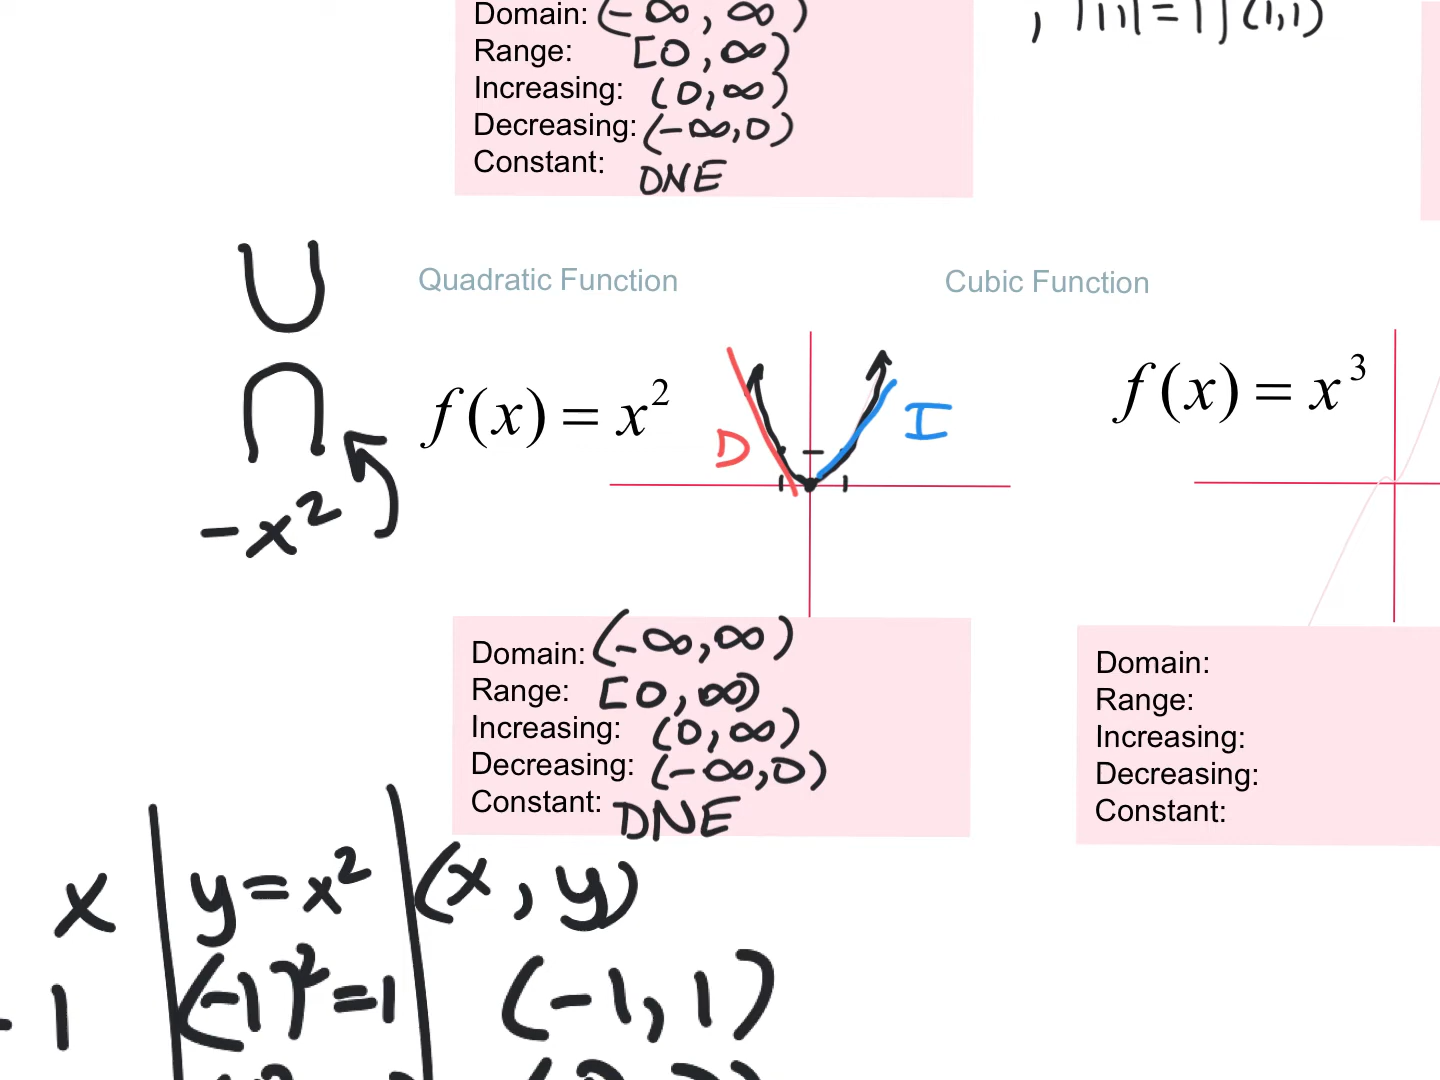 Domain: (-∞, ∞)
Range: [0, ∞)
Increasing: (0, ∞)
Decreasing: (-∞, 0)
Constant: DNE
|1|=1 (1,1)
Quadratic Function
Cubic Function
f(x) = x²
f(x) = x³
D
I
-x²
Domain: (-∞, ∞)
Range: [0, ∞)
Increasing: (0, ∞)
Decreasing: (-∞, 0)
Constant: DNE
Domain:
Range:
Increasing:
Decreasing:
Constant:
x | y=x² | (x, y)
-1 | (-1)²=1 | (-1, 1)